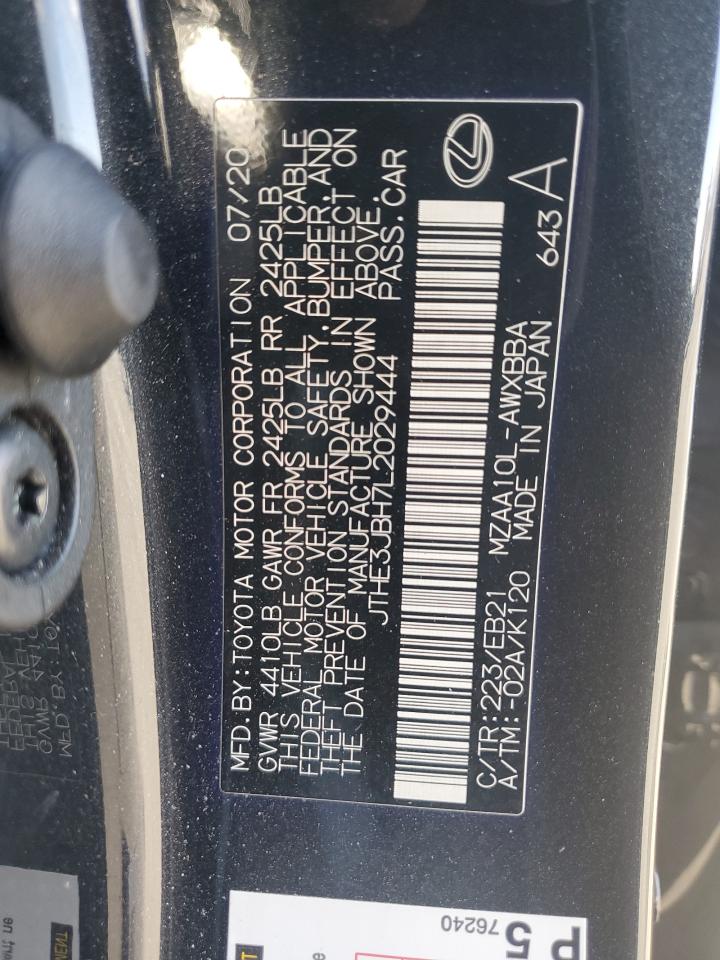 MFD.BY:TOYOTA MOTOR CORPORATION 07/20
GVWR 4410LB GAWR FR 2425LB RR 2425LB
THIS VEHICLE CONFORMS TO ALL APPLICABLE
FEDERAL MOTOR VEHICLE SAFETY,BUMPER,AND
THEFT PREVENTION STANDARDS IN EFFECT ON
THE DATE OF MANUFACTURE SHOWN ABOVE.
JTHE3JBH7L2029444 PASS.CAR
C/TR:223/EB21 MZAA10L-AWXBBA
A/TM:-02A/K120 MADE IN JAPAN 643 A
76240
P
5